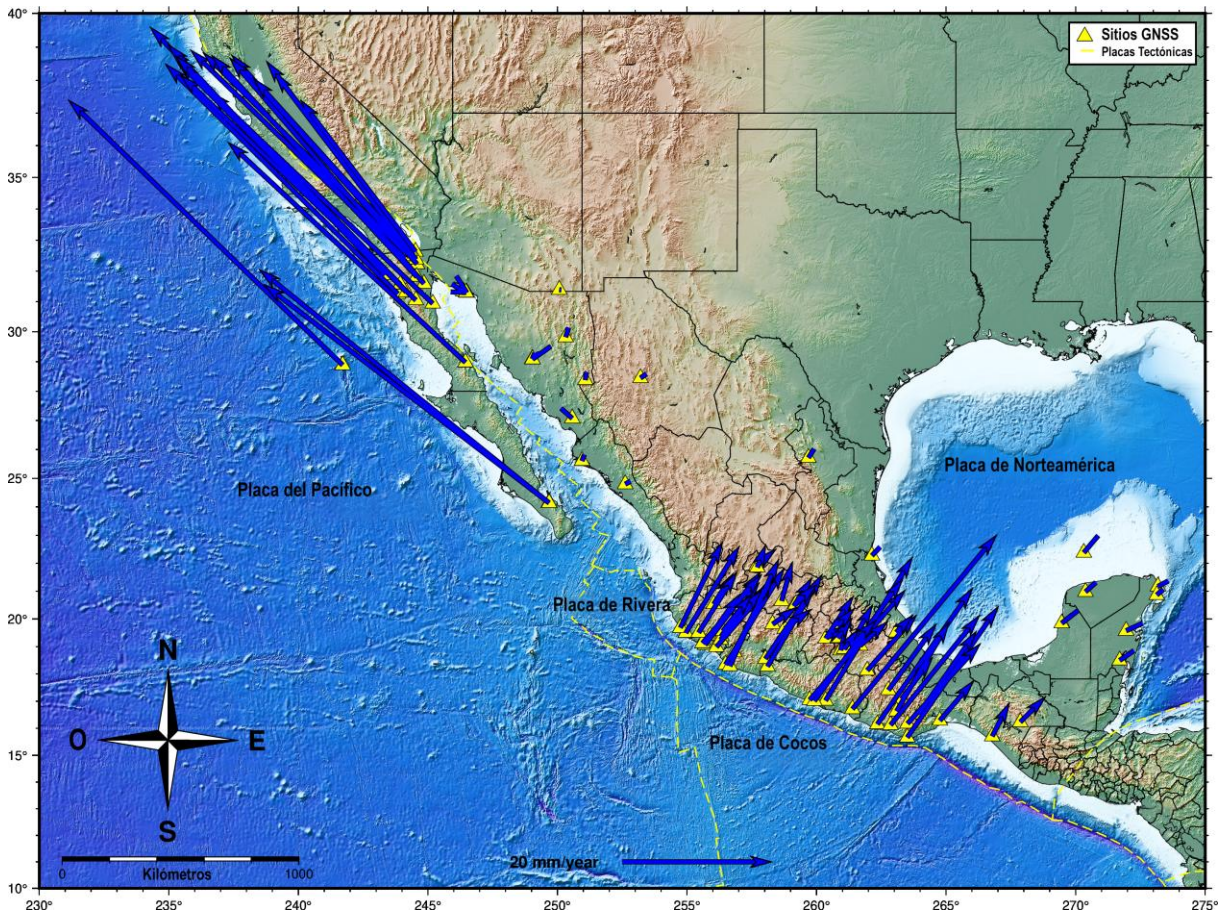 40°
35°
30°
25°
20°
15°
10°
Sitios GNSS
Placas Tectónicas
Placa de Norteamérica
Placa del Pacífico
Placa de Rivera
Placa de Cocos
N
O E
S
20 mm/year
0 1000
Kilómetros
230° 235° 240° 245° 250° 255° 260° 265° 270° 275°